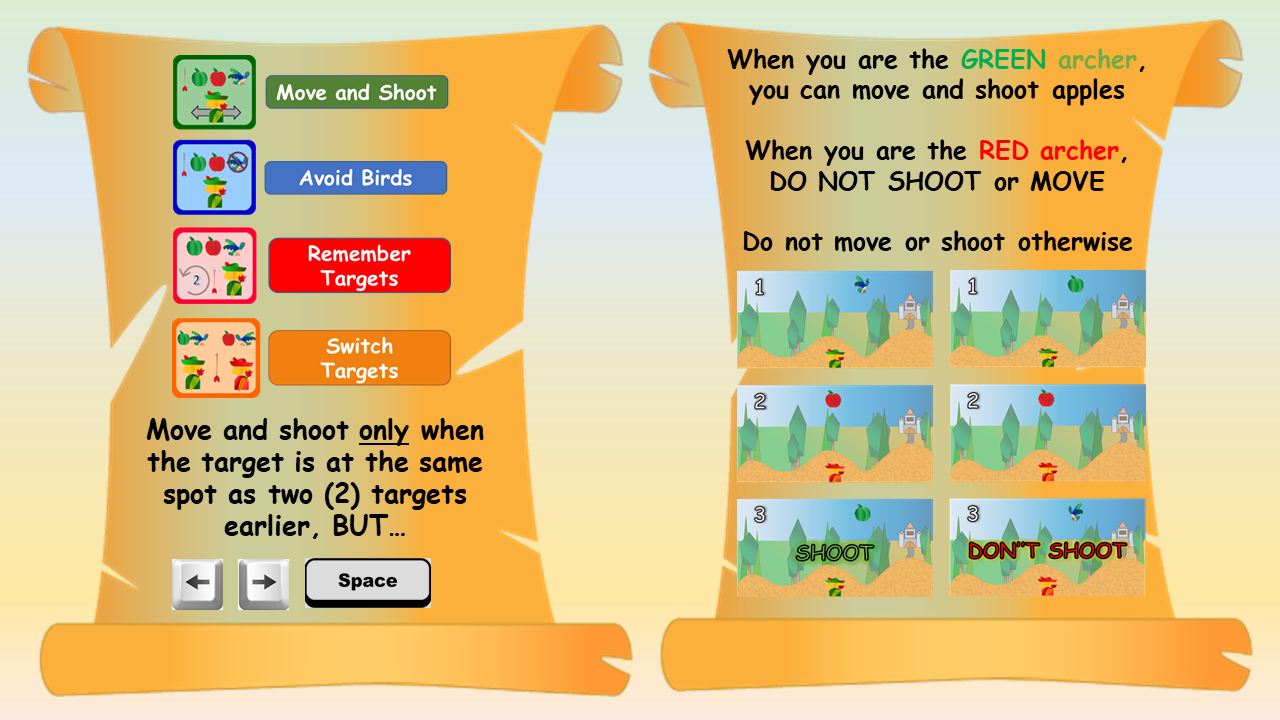 Move and Shoot
Avoid Birds
2
Remember
Targets
Switch
Targets
Move and shoot only when
the target is at the same
spot as two (2) targets
earlier, BUT…
Space
When you are the GREEN archer,
you can move and shoot apples
When you are the RED archer,
DO NOT SHOOT or MOVE
Do not move or shoot otherwise
1
1
2
2
3
SHOOT
3
DON"T SHOOT